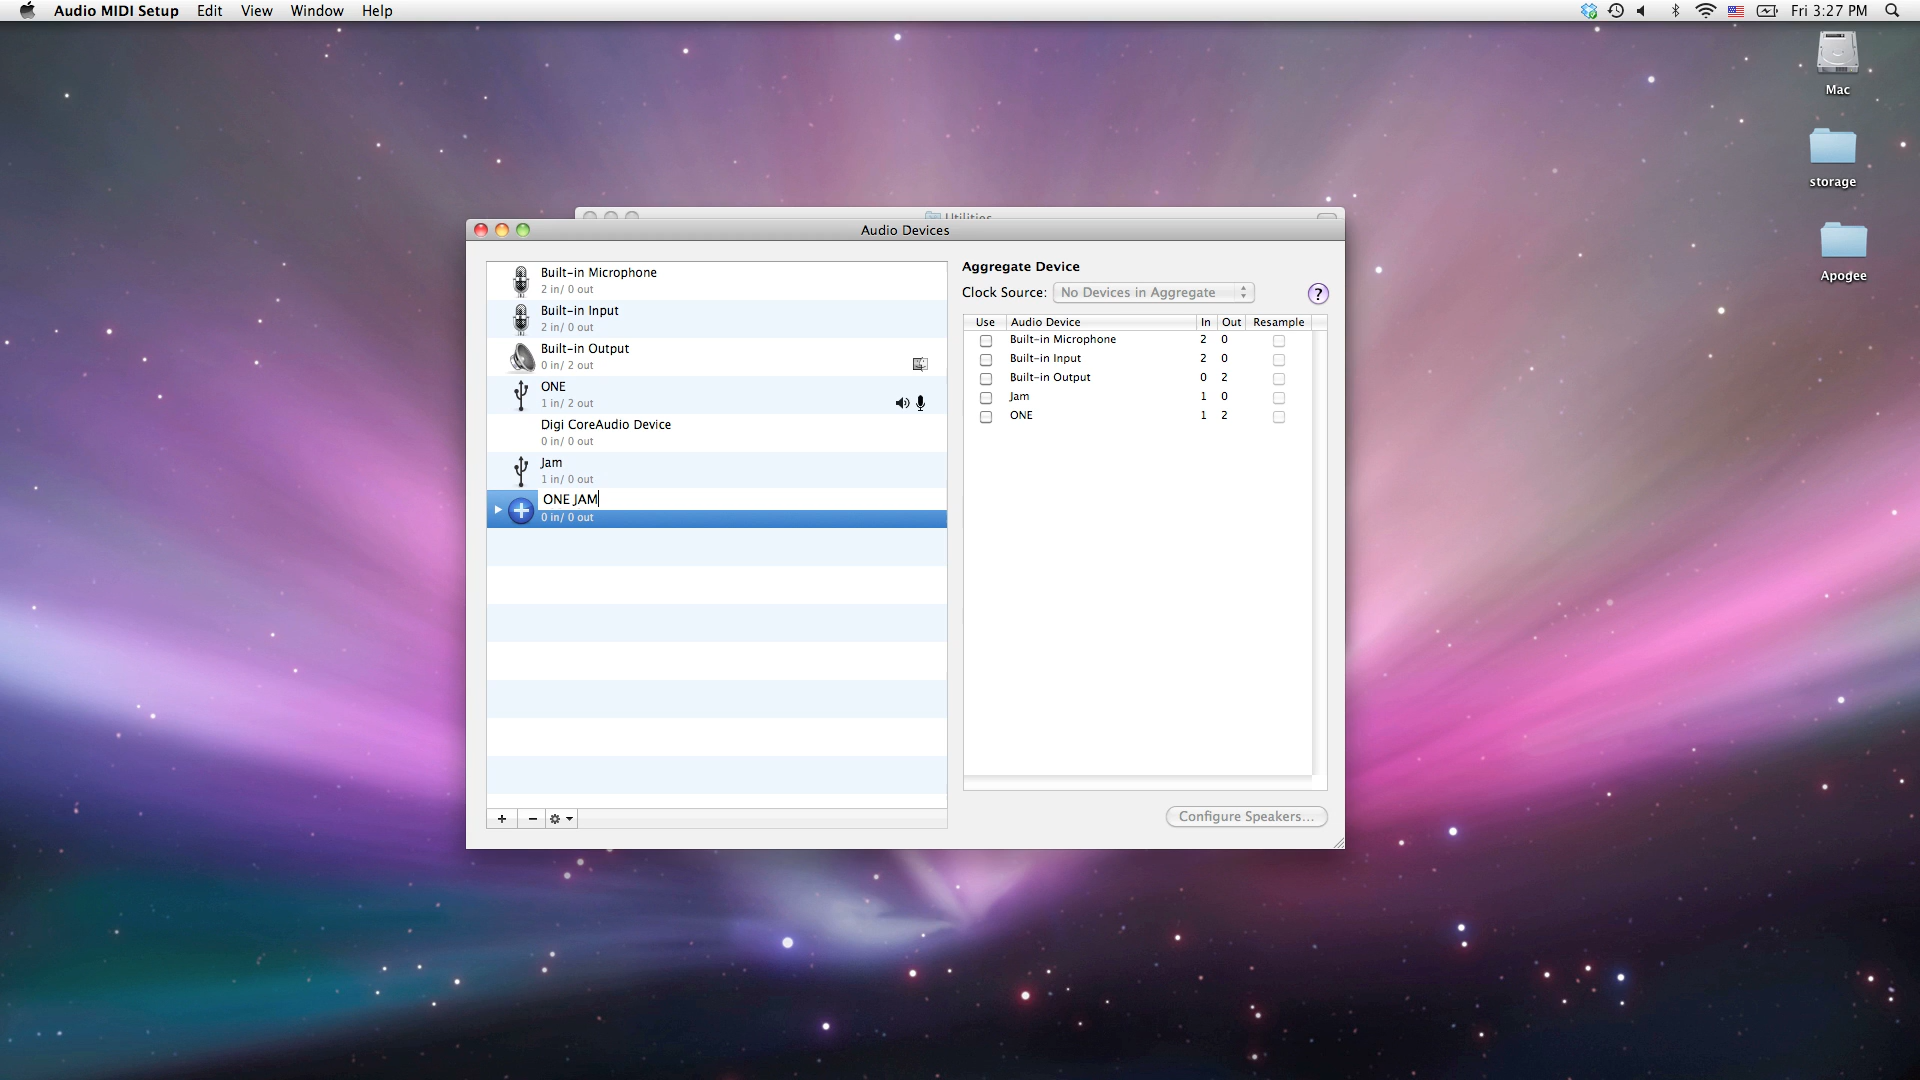 Audio MIDI Setup Edit View Window Help Fri 3:27 PM
Mac
storage
Apogee
Utilities
Audio Devices
Built-in Microphone
2 in/ 0 out
Built-in Input
2 in/ 0 out
Built-in Output
0 in/ 2 out
ONE
1 in/ 2 out
Digi CoreAudio Device
0 in/ 0 out
Jam
1 in/ 0 out
ONE JAM
0 in/ 0 out
Aggregate Device
Clock Source: No Devices in Aggregate ?
Use Audio Device In Out Resample
Built-in Microphone 2 0
Built-in Input 2 0
Built-in Output 0 2
Jam 1 0
ONE 1 2
Configure Speakers...